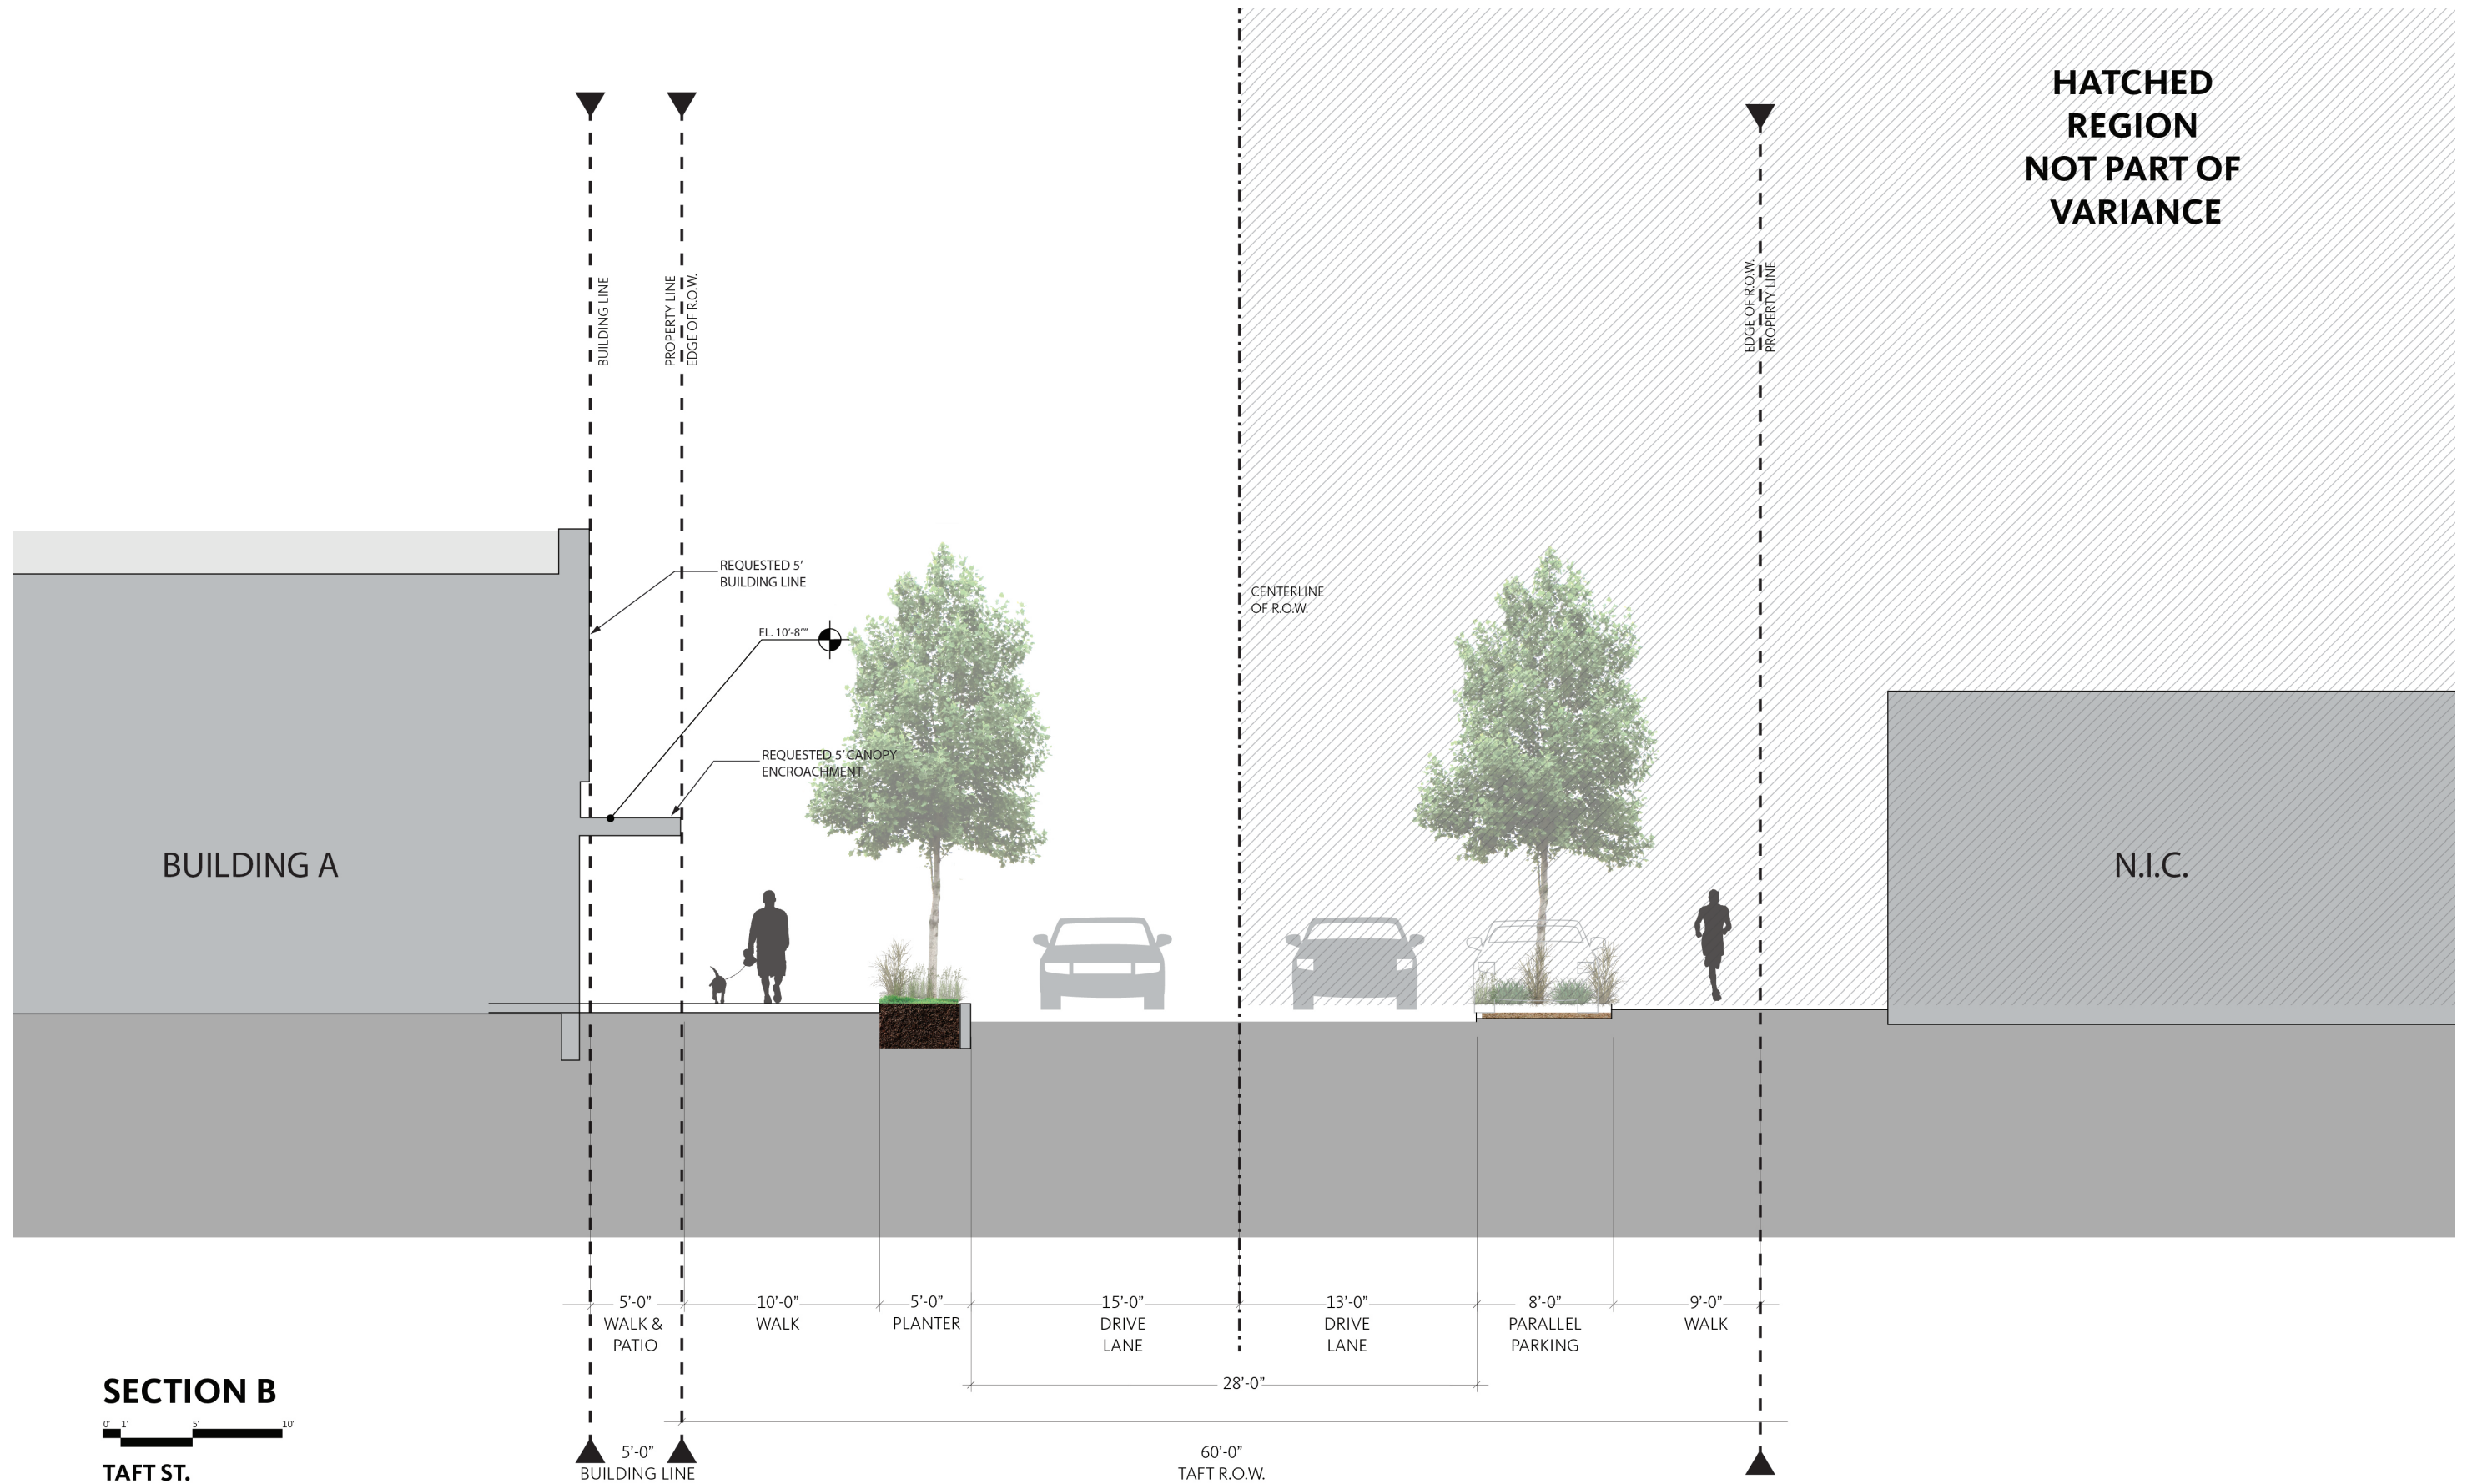 HATCHED
REGION
NOT PART OF
VARIANCE
BUILDING LINE
PROPERTY LINE
EDGE OF R.O.W.
EDGE OF R.O.W.
PROPERTY LINE
REQUESTED 5’
BUILDING LINE
CENTERLINE
OF R.O.W.
EL. 10’-8””
REQUESTED 5’ CANOPY
ENCROACHMENT
BUILDING A
N.I.C.
5’-0”
WALK &
PATIO
10’-0”
WALK
5’-0”
PLANTER
15’-0”
DRIVE
LANE
13’-0”
DRIVE
LANE
8’-0”
PARALLEL
PARKING
9’-0”
WALK
28’-0”
SECTION B
0’ 1’ 5’ 10’
TAFT ST.
5’-0”
BUILDING LINE
60’-0”
TAFT R.O.W.